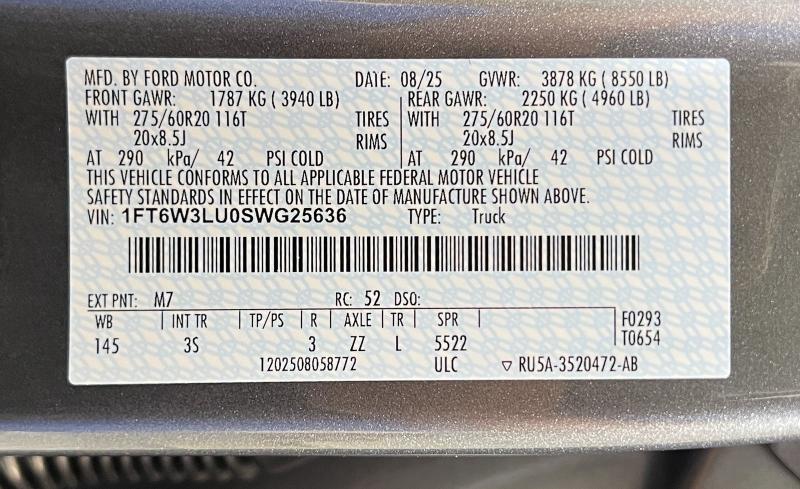 MFD. BY FORD MOTOR CO. DATE: 08/25 GVWR: 3878 KG ( 8550 LB)
FRONT GAWR: 1787 KG ( 3940 LB) REAR GAWR: 2250 KG ( 4960 LB)
WITH 275/60R20 116T TIRES WITH 275/60R20 116T TIRES
20x8.5J RIMS 20x8.5J RIMS
AT 290 kPa/ 42 PSI COLD AT 290 kPa/ 42 PSI COLD
THIS VEHICLE CONFORMS TO ALL APPLICABLE FEDERAL MOTOR VEHICLE
SAFETY STANDARDS IN EFFECT ON THE DATE OF MANUFACTURE SHOWN ABOVE.
VIN: 1FT6W3LU0SWG25636 TYPE: Truck
EXT PNT: M7 RC: 52 DSO:
WB INT TR TP/PS R AXLE TR SPR F0293
145 3S 3 ZZ L 5522 T0654
1202508058772 ULC ▽ RU5A-3520472-AB